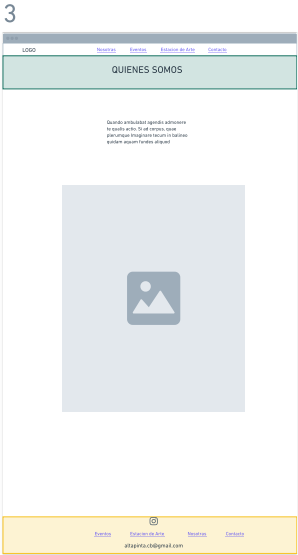 3
LOGO
Nosotros Eventos Estacion de Arte Contacto
QUIENES SOMOS
Quando ambulabat agendis admonere
te qualis actio. Si ad corpus, quae
plerumque Imaginare tecum in balineo
quidam aquam fundes aliquod
Eventos Estacion de Arte Nosotros Contacto
altapinta.cb@gmail.com